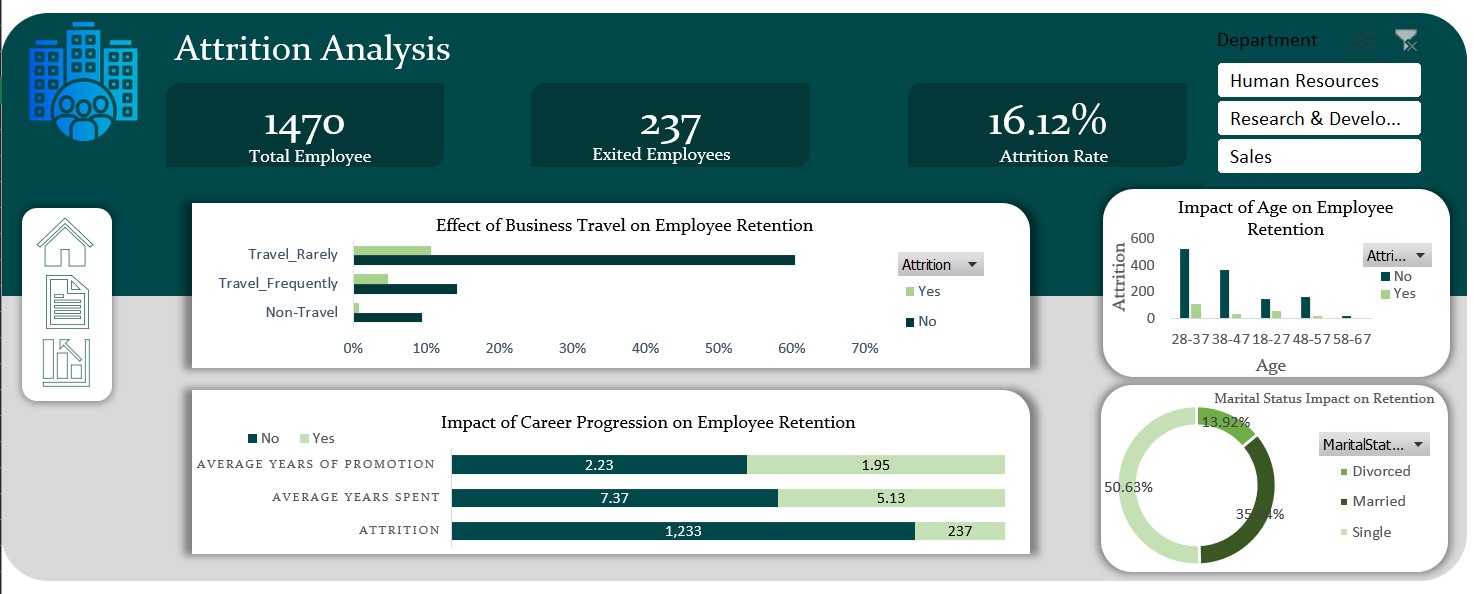 Attrition Analysis
1470
Total Employee
237
Exited Employees
16.12%
Attrition Rate
Department
Human Resources
Research & Develo...
Sales
Effect of Business Travel on Employee Retention
Travel_Rarely
Travel_Frequently
Non-Travel
0% 10% 20% 30% 40% 50% 60% 70%
Attrition
Yes
No
Impact of Age on Employee
Retention
600
400
200
0
Attrition
28-37 38-47 18-27 48-57 58-67
Age
Attri...
No
Yes
Impact of Career Progression on Employee Retention
No Yes
AVERAGE YEARS OF PROMOTION 2.23 1.95
AVERAGE YEARS SPENT 7.37 5.13
ATTRITION 1,233 237
Marital Status Impact on Retention
13.92%
50.63%
MaritalStat...
Divorced
Married
Single